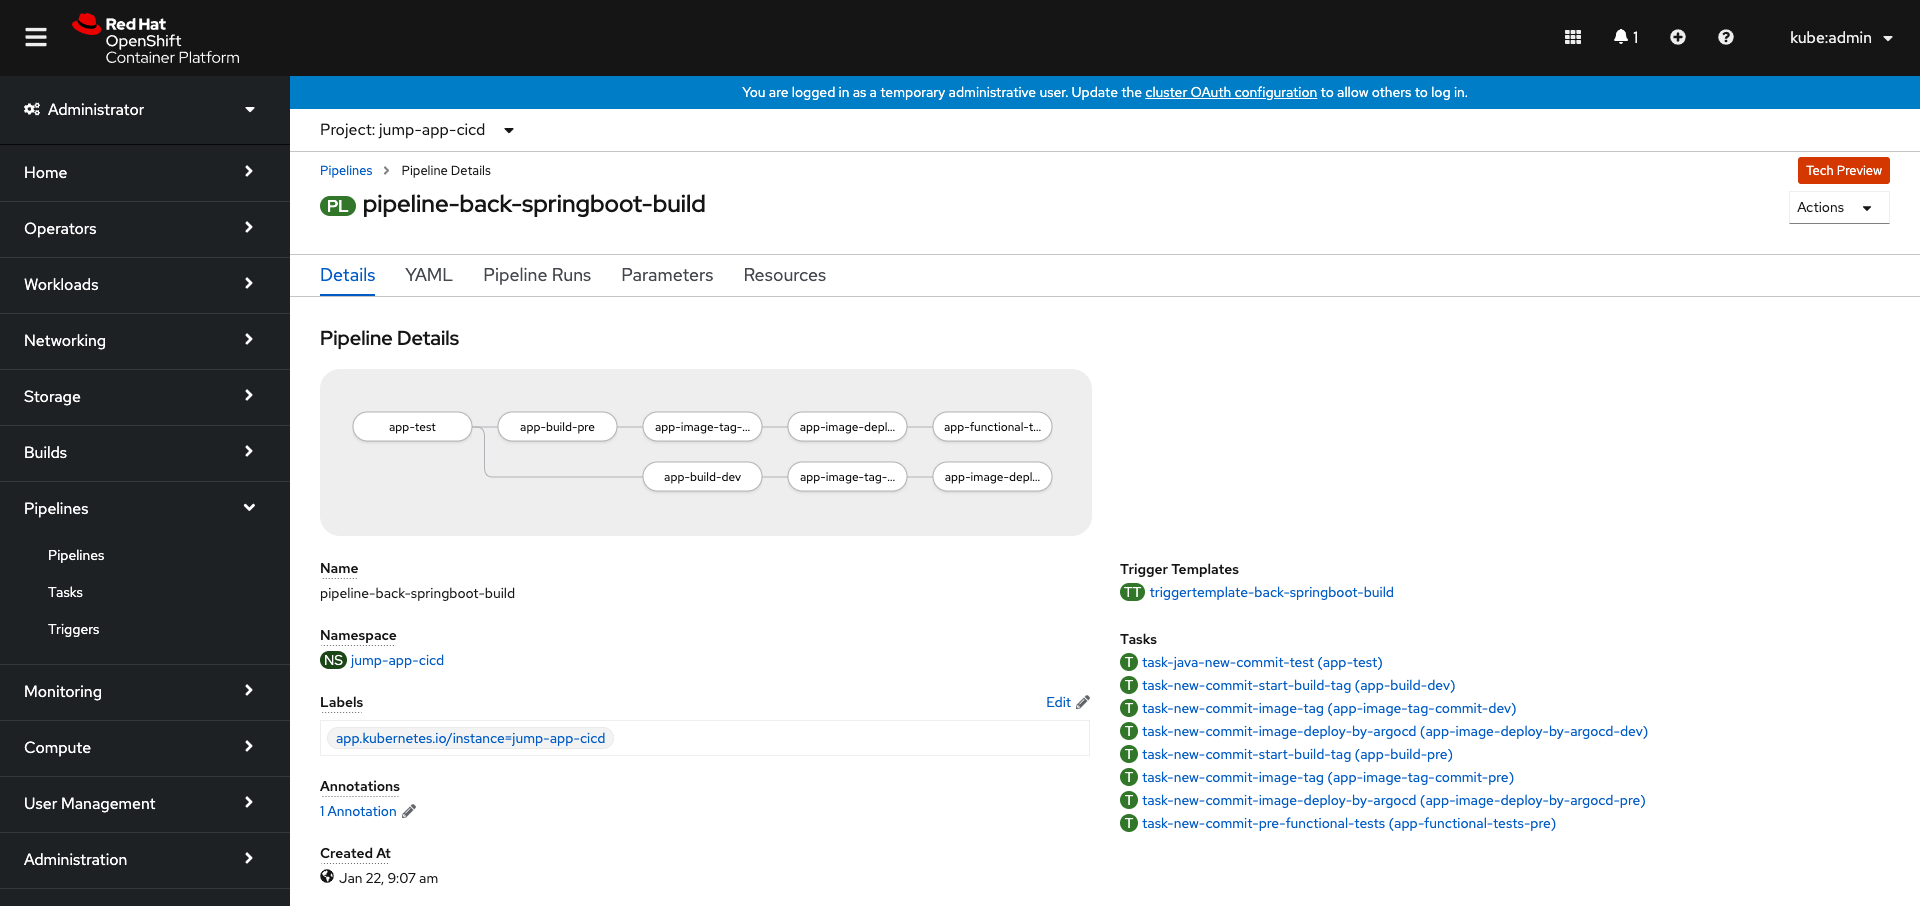 Red Hat
OpenShift
Container Platform
1
kube:admin
Administrator
Home
Operators
Workloads
Networking
Storage
Builds
Pipelines
Pipelines
Tasks
Triggers
Monitoring
Compute
User Management
Administration
You are logged in as a temporary administrative user. Update the cluster OAuth configuration to allow others to log in.
Project: jump-app-cicd
Pipelines Pipeline Details
Tech Preview
PL pipeline-back-springboot-build
Actions
Details YAML Pipeline Runs Parameters Resources
Pipeline Details
app-test app-build-pre app-image-tag-... app-image-depl... app-functional-t...
app-build-dev app-image-tag-... app-image-depl...
Name
pipeline-back-springboot-build
Namespace
NS jump-app-cicd
Labels Edit
app.kubernetes.io/instance=jump-app-cicd
Annotations
1 Annotation
Created At
Jan 22, 9:07 am
Trigger Templates
TT triggertemplate-back-springboot-build
Tasks
T task-java-new-commit-test (app-test)
T task-new-commit-start-build-tag (app-build-dev)
T task-new-commit-image-tag (app-image-tag-commit-dev)
T task-new-commit-image-deploy-by-argocd (app-image-deploy-by-argocd-dev)
T task-new-commit-start-build-tag (app-build-pre)
T task-new-commit-image-tag (app-image-tag-commit-pre)
T task-new-commit-image-deploy-by-argocd (app-image-deploy-by-argocd-pre)
T task-new-commit-pre-functional-tests (app-functional-tests-pre)